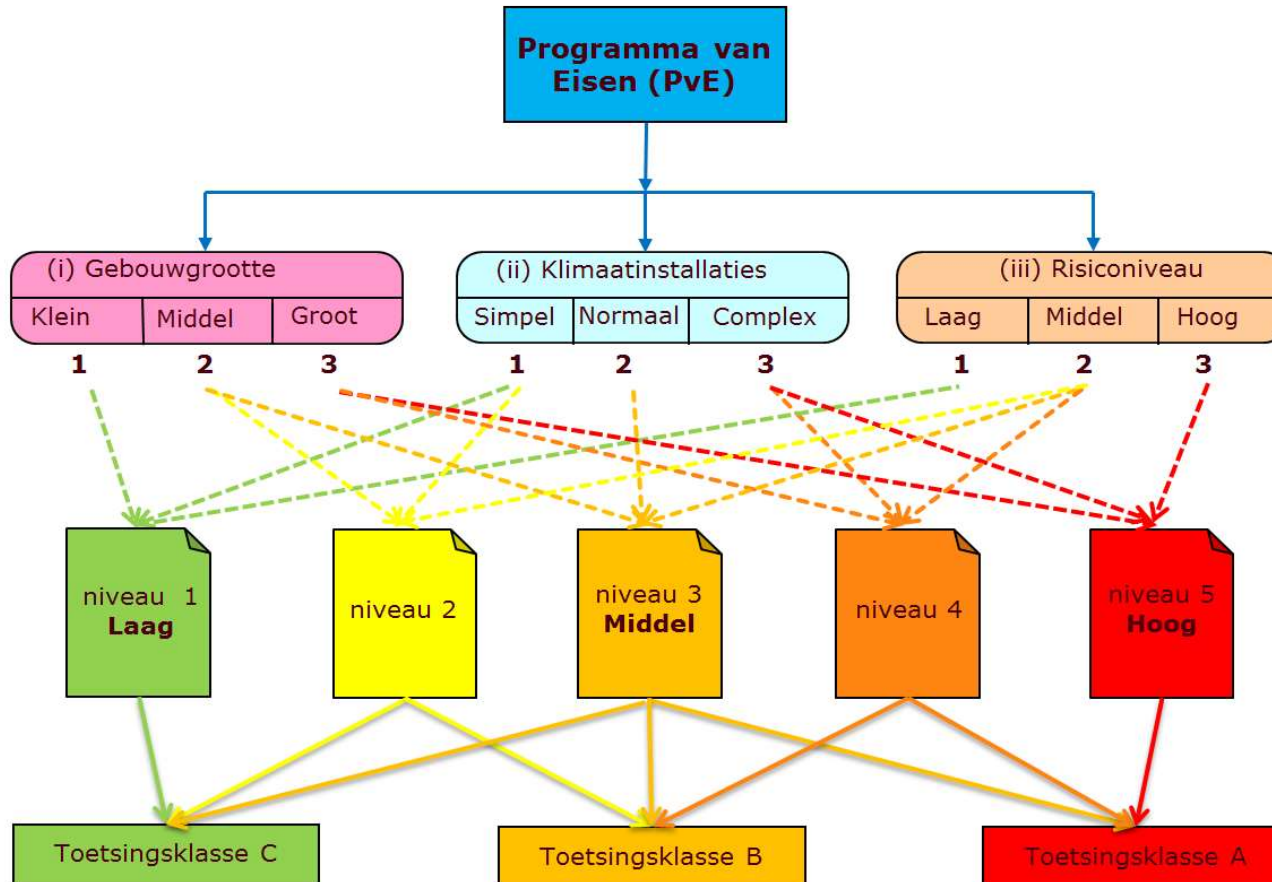 Programma van
Eisen (PvE)
(i) Gebouwgrootte
Klein Middel Groot
1 2 3
(ii) Klimaatinstallaties
Simpel Normaal Complex
1 2 3
(iii) Risiconiveau
Laag Middel Hoog
1 2 3
niveau 1
Laag
niveau 2
niveau 3
Middel
niveau 4
niveau 5
Hoog
Toetsingsklasse C
Toetsingsklasse B
Toetsingsklasse A